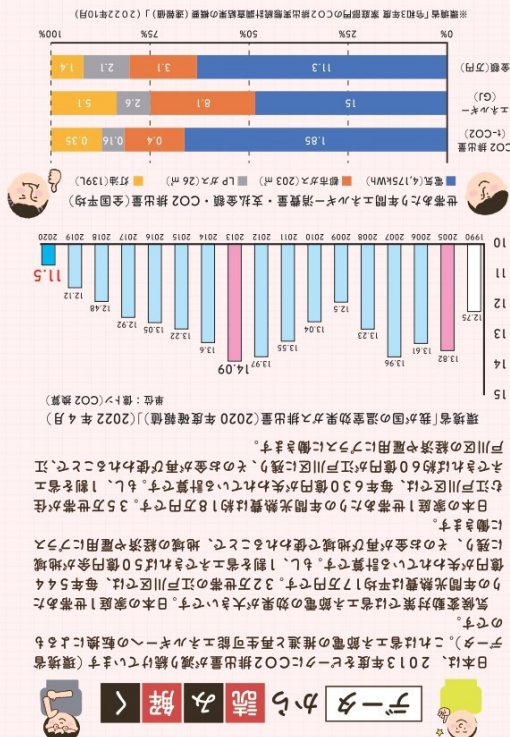 データから読み解く
日本は、2013年度をピークにCO2排出量が減り続けています(環境省
データ)。これは省エネ節電の推進と再生可能エネルギーへの転換によるも
のです。
気候変動対策では省エネ節電の効果が大きいです。日本の家庭1世帯あた
りの年間光熱費は平均17万円です。32万世帯の江戸川区では、毎年544
億円が失われている計算です。もし、1割を省エネできれば50億円が地域
に残り、そのお金が再び地域で使われることで、地域の経済や雇用にプラス
に働きます。
日本の家庭1世帯あたりの年間光熱費は約18万円です。35万世帯が住
む江戸川区では、毎年630億円が失われている計算です。もし、1割を省エ
ネできれば約60億円が江戸川区に残り、そのお金が再び使われることで、江
戸川区の経済や雇用にプラスに働きます。
環境省「我が国の温室効果ガス排出量(2020年度確報値)」(2022年4月)
単位:億トン(CO2換算)
15
14
13
12
11
10
12.75 13.82 13.61 13.96 13.23 12.5 13.04 13.55 13.97 14.09 13.6 13.22 13.05 12.92 12.48 12.12 11.5
1990 2005 2006 2007 2008 2009 2010 2011 2012 2013 2014 2015 2016 2017 2018 2019 2020
世帯あたり年間エネルギー消費量・支払金額・CO2排出量(全国平均)
電気(4,175kWh) 都市ガス(203㎥) LPガス(26㎥) 灯油(139L)
CO2排出量
(t-CO2)
1.85 0.4 0.16 0.35
エネルギー
(GJ)
15 8.1 2.6 5.1
金額(万円)
11.3 3.1 2.1 1.4
0% 25% 50% 75% 100%
※環境省「令和3年度 家庭部門のCO2排出実態統計調査結果の概要(速報値)」(2022年10月)